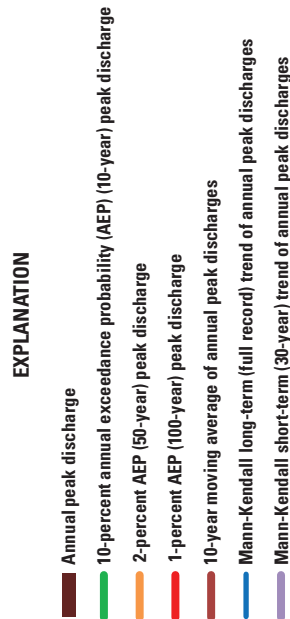 EXPLANATION
Annual peak discharge
10-percent annual exceedance probability (AEP) (10-year) peak discharge
2-percent AEP (50-year) peak discharge
1-percent AEP (100-year) peak discharge
10-year moving average of annual peak discharges
Mann-Kendall long-term (full record) trend of annual peak discharges
Mann-Kendall short-term (30-year) trend of annual peak discharges